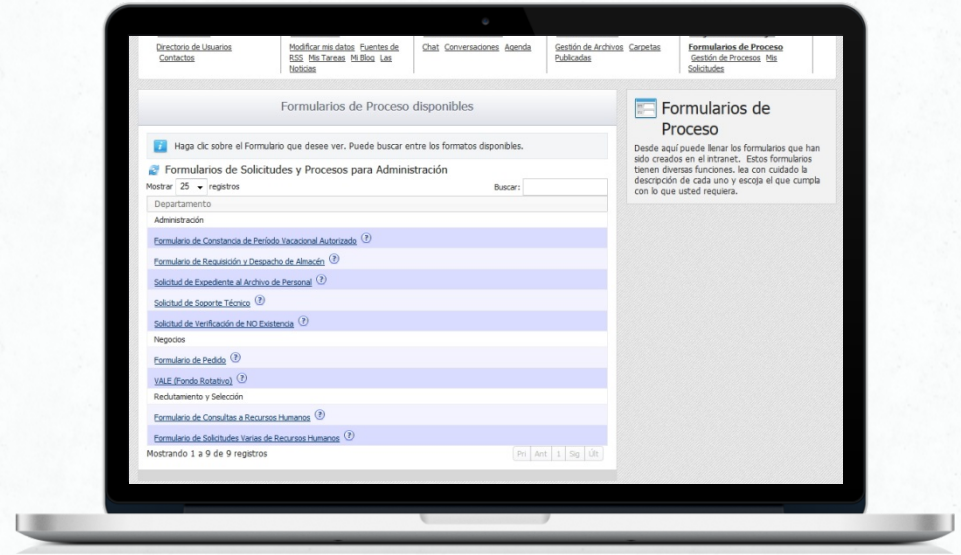 Directorio de Usuarios
Contactos
Modificar mis datos Fuentes de
RSS Mis Tareas Mi Blog Las
Noticias
Chat Conversaciones Agenda
Gestión de Archivos Carpetas
Publicadas
Formularios de Proceso
Gestión de Procesos Mis
Solicitudes
Formularios de Proceso disponibles
Haga clic sobre el Formulario que desee ver. Puede buscar entre los formatos disponibles.
Formularios de Solicitudes y Procesos para Administración
Mostrar 25 registros
Buscar:
Departamento
Administración
Formulario de Constancia de Período Vacacional Autorizado ?
Formulario de Requisición y Despacho de Almacén ?
Solicitud de Expediente al Archivo de Personal ?
Solicitud de Soporte Técnico ?
Solicitud de Verificación de NO Existencia ?
Negocios
Formulario de Pedido ?
VALE (Fondo Rotativo) ?
Reclutamiento y Selección
Formulario de Consultas a Recursos Humanos ?
Formulario de Solicitudes Varias de Recursos Humanos ?
Mostrando 1 a 9 de 9 registros
Pri Ant 1 Sig Últ
Formularios de
Proceso
Desde aquí puede llenar los formularios que han
sido creados en el intranet. Estos formularios
tienen diversas funciones. lea con cuidado la
descripción de cada uno y escoja el que cumpla
con lo que usted requiera.